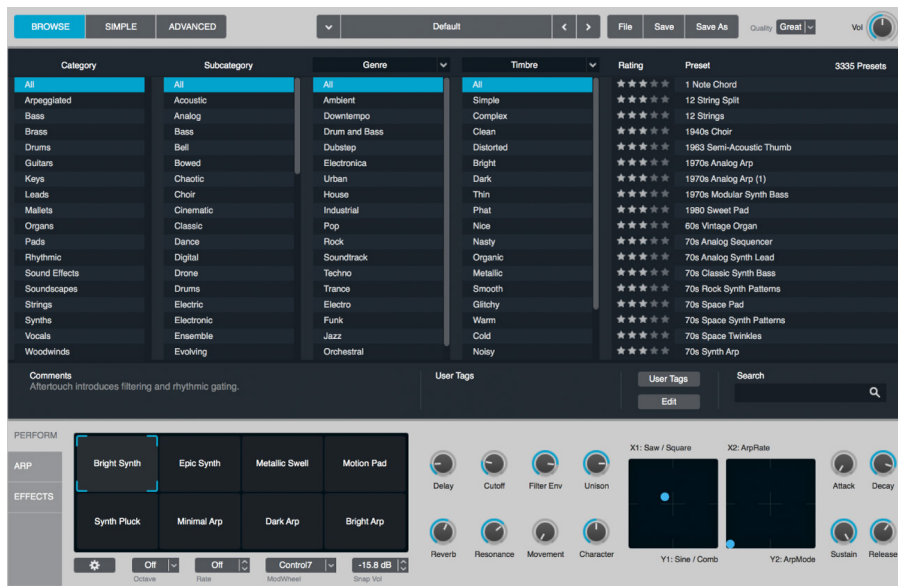 BROWSE SIMPLE ADVANCED Default File Save Save As Quality Great Vol
Category Subcategory Genre Timbre Rating Preset 3335 Presets
All All All All 1 Note Chord
Arpeggiated Acoustic Ambient Simple 12 String Split
Bass Analog Downtempo Complex 12 Strings
Brass Bass Drum and Bass Clean 1940s Choir
Drums Bell Dubstep Distorted 1963 Semi-Acoustic Thumb
Guitars Bowed Electronica Bright 1970s Analog Arp
Keys Chaotic Urban Dark 1970s Analog Arp (1)
Leads Choir House Thin 1970s Modular Synth Bass
Mallets Cinematic Industrial Phat 1980 Sweet Pad
Organs Classic Pop Nice 60s Vintage Organ
Pads Dance Rock Nasty 70s Analog Sequencer
Rhythmic Digital Soundtrack Organic 70s Analog Synth Lead
Sound Effects Drone Techno Metallic 70s Classic Synth Bass
Soundscapes Drums Trance Smooth 70s Rock Synth Patterns
Strings Electric Electro Glitchy 70s Space Pad
Synths Electronic Funk Warm 70s Space Synth Patterns
Vocals Ensemble Jazz Cold 70s Space Twinkles
Woodwinds Evolving Orchestral Noisy 70s Synth Arp
Comments User Tags User Tags Search
Aftertouch introduces filtering and rhythmic gating.
Edit
PERFORM
ARP
EFFECTS
Bright Synth Epic Synth Metallic Swell Motion Pad
Synth Pluck Minimal Arp Dark Arp Bright Arp
Off Off Control7 -15.8 dB
Octave Rate ModWheel Snap Vol
Delay Cutoff Filter Env Unison
Reverb Resonance Movement Character
X1: Saw / Square X2: ArpRate
Y1: Sine / Comb Y2: ArpMode
Attack Decay
Sustain Release